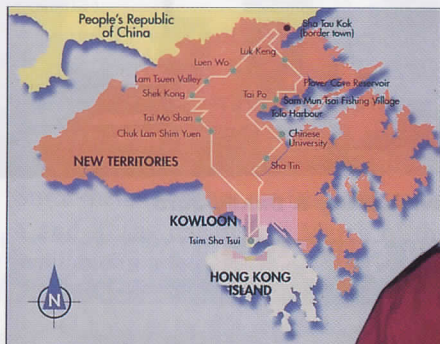 People's Republic
of China
Sha Tau Kok
(border town)
Luk Keng
Luen Wo
Lam Tsuen Valley
Plover Cove Reservoir
Shek Kong
Tai Po
Sam Mun Tsai Fishing Village
Tolo Harbour
Tai Mo Shan
Chuk Lam Shim Yuen
Chinese
University
NEW TERRITORIES
Sha Tin
KOWLOON
Tsim Sha Tsui
HONG KONG
ISLAND
N